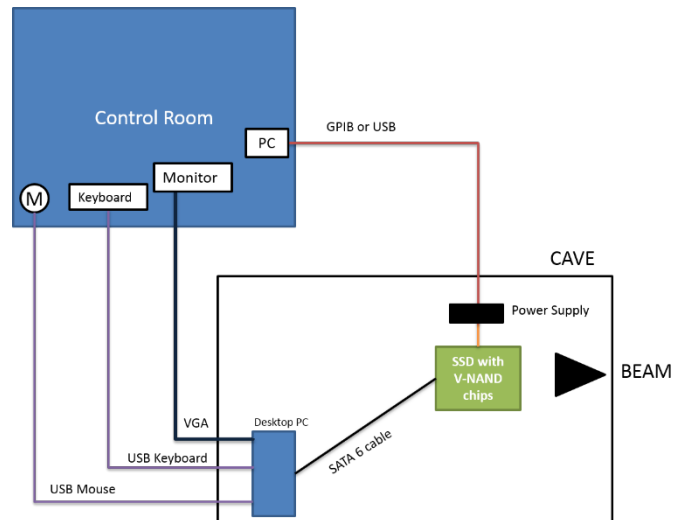 Control Room
PC
GPIB or USB
Monitor
M
Keyboard
CAVE
Power Supply
SSD with
V-NAND
chips
BEAM
VGA
Desktop PC
SATA 6 cable
USB Keyboard
USB Mouse